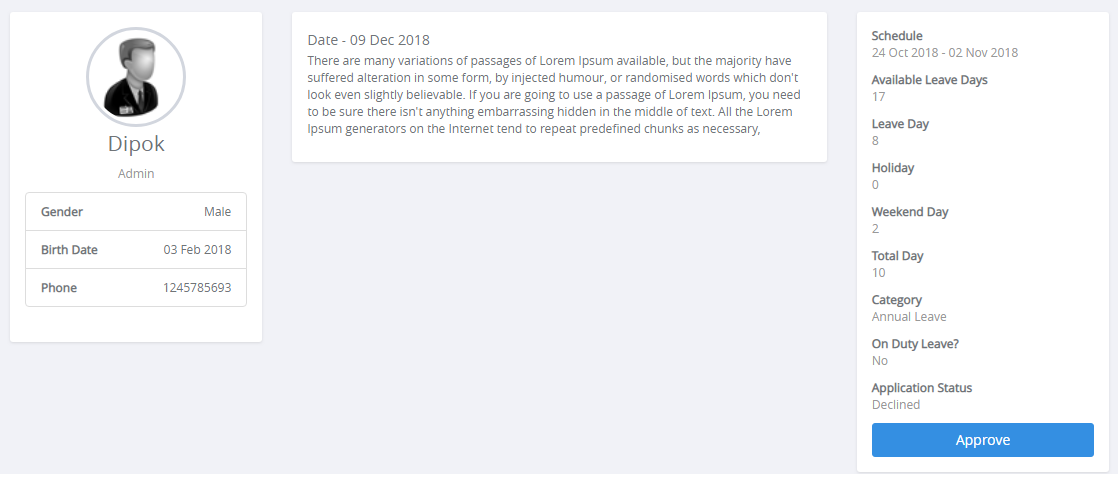 Dipok
Admin
Gender Male
Birth Date 03 Feb 2018
Phone 1245785693
Date - 09 Dec 2018
There are many variations of passages of Lorem Ipsum available, but the majority have
suffered alteration in some form, by injected humour, or randomised words which don't
look even slightly believable. If you are going to use a passage of Lorem Ipsum, you need
to be sure there isn't anything embarrassing hidden in the middle of text. All the Lorem
Ipsum generators on the Internet tend to repeat predefined chunks as necessary,
Schedule
24 Oct 2018 - 02 Nov 2018
Available Leave Days
17
Leave Day
8
Holiday
0
Weekend Day
2
Total Day
10
Category
Annual Leave
On Duty Leave?
No
Application Status
Declined
Approve